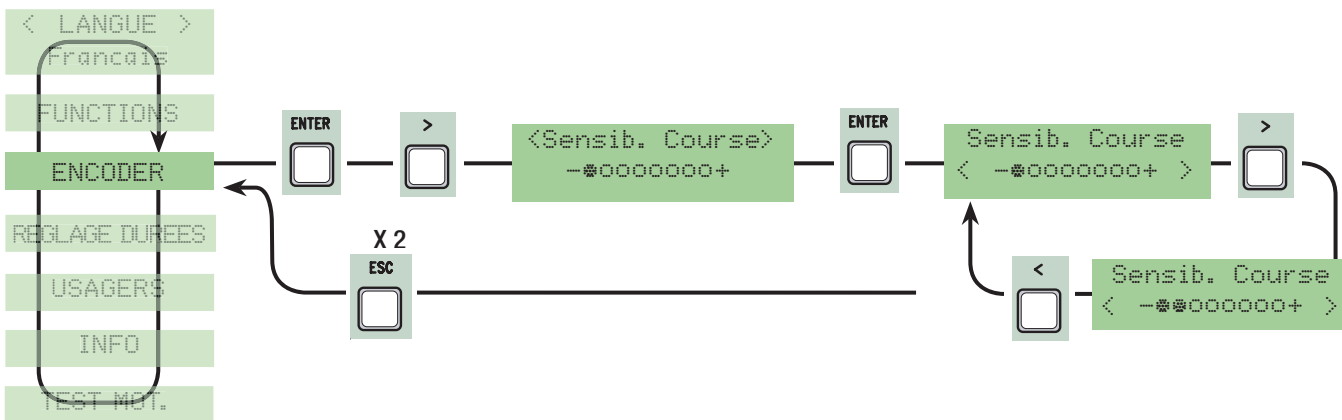 < LANGUE >
Francais
FUNCTIONS
ENCODER
REGLAGE DUREES
USAGERS
INFO
TEST MOT.
ENTER
>
<Sensib. Course>
-●ooooooo+
ENTER
Sensib. Course
< -●ooooooo+ >
>
X 2
ESC
<
Sensib. Course
< -●●oooooo+ >